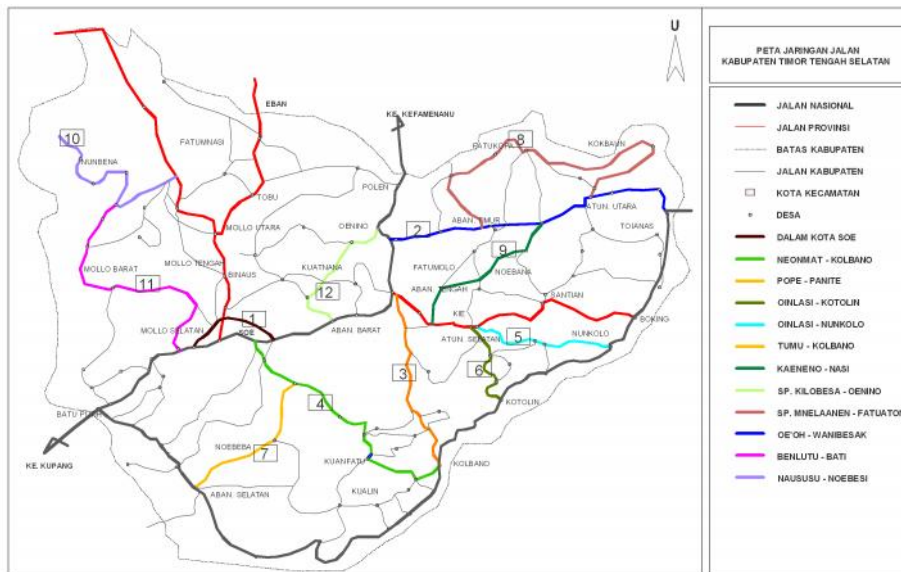 U
PETA JARINGAN JALAN
KABUPATEN TIMOR TENGAH SELATAN
JALAN NASIONAL
JALAN PROVINSI
BATAS KABUPATEN
JALAN KABUPATEN
KOTA KECAMATAN
DESA
DALAM KOTA SOE
NEONMAT - KOLBANO
POPE - PANITE
OINLASI - KOTOLIN
OINLASI - NUNKOLO
TUMU - KOLBANO
KAENENO - NASI
SP. KILOBESA - OENINO
SP. MNELAANEN - FATUATON
OE'OH - WANIBESAK
BENLUTU - BATI
NAUSUSU - NOEBESI
EBAN
KE. KEFAMENANU
10
FATUMNASI
NUNBENA
8
KOKBAUN
POLEN
TOBU
ATUN. UTARA
OENINO
2
ABAN. TIMUR
MOLLO UTARA
TOIANAS
9
MOLLO BARAT
MOLLO TENGAH
BINAUS
KUATNANA
FATUMOLO
NOEBANA
11
12
ABAN. TENGAH
SANTIAN
MOLLO SELATAN
1
SOE
ABAN. BARAT
KIE
ATUN. SELATAN
5
NUNKOLO
BOKING
3
6
4
KOTOLIN
KE. KUPANG
NOEBEBA
7
KUANFATU
KOLBANO
ABAN. SELATAN
KUALIN